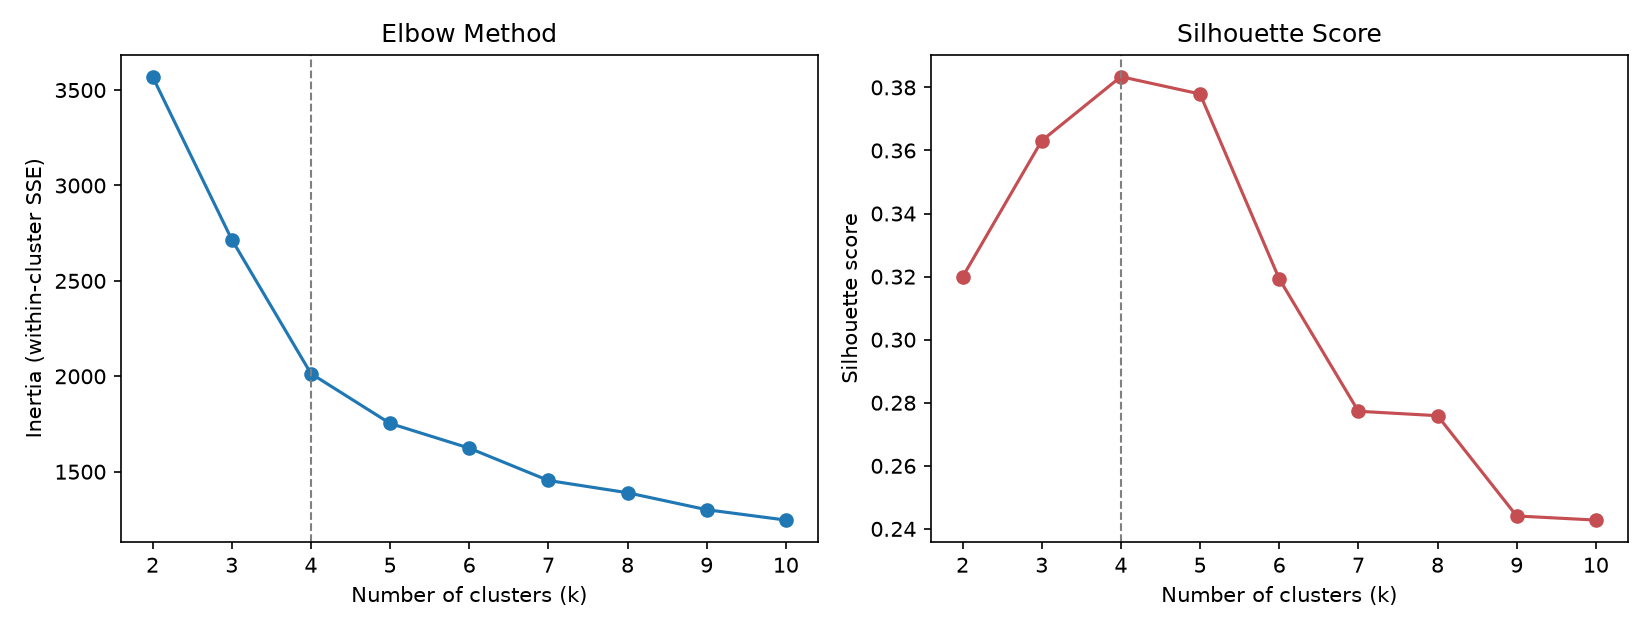 Elbow Method
Inertia (within-cluster SSE)
3500
3000
2500
2000
1500
2 3 4 5 6 7 8 9 10
Number of clusters (k)
Silhouette Score
Silhouette score
0.38
0.36
0.34
0.32
0.30
0.28
0.26
0.24
2 3 4 5 6 7 8 9 10
Number of clusters (k)